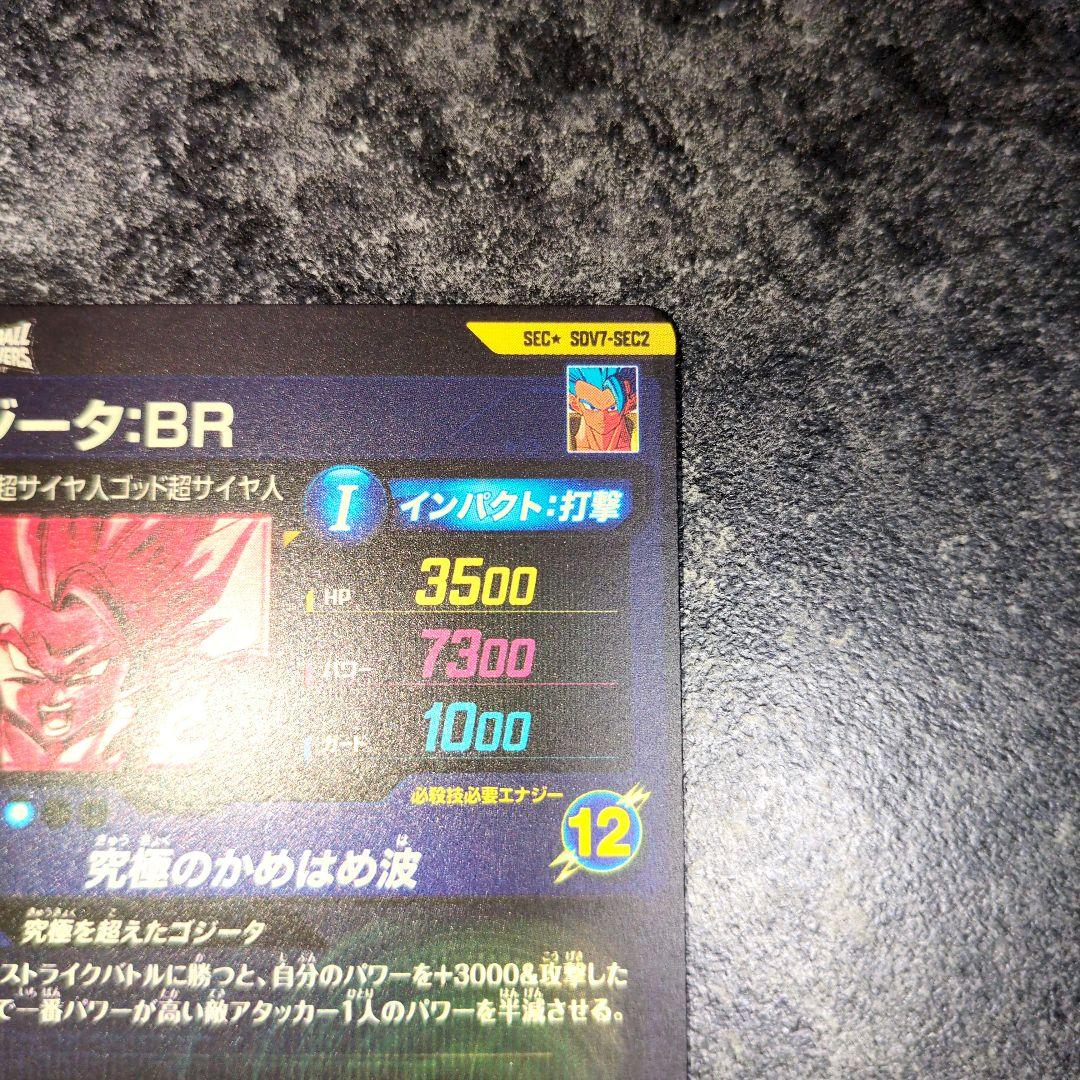 SEC★ SDV7-SEC2
ジータ:BR
超サイヤ人ゴッド超サイヤ人
I インパクト:打撃
HP 3500
パワー 7300
ガード 1000
必殺技必要エナジー
12
究極のかめはめ波
究極を超えたゴジータ
ストライクバトルに勝つと、自分のパワーを+3000&攻撃した
で一番パワーが高い敵アタッカー1人のパワーを半減させる。